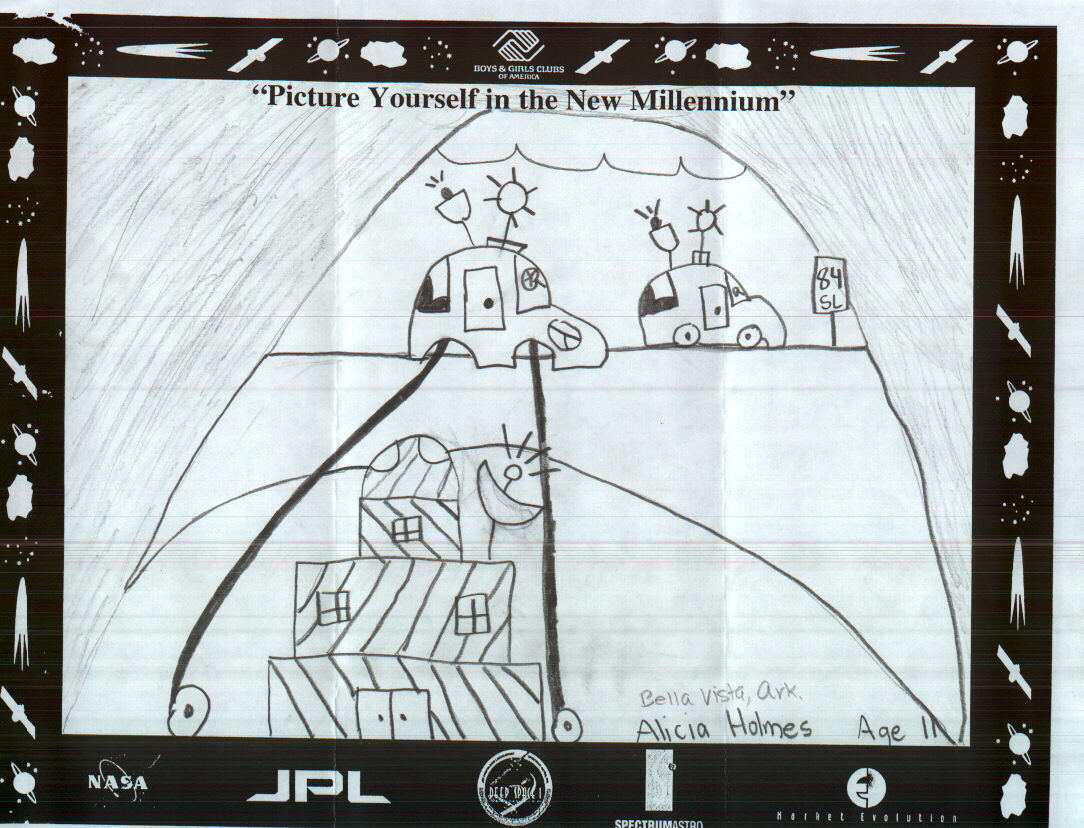 BOYS & GIRLS CLUBS
OF AMERICA
“Picture Yourself in the New Millennium”
84
SL
Bella Vista, Ark.
Alicia Holmes Age 11
NASA
JPL
DEEP SPACE 1
SPECTRUMASTRO
Market Evolution